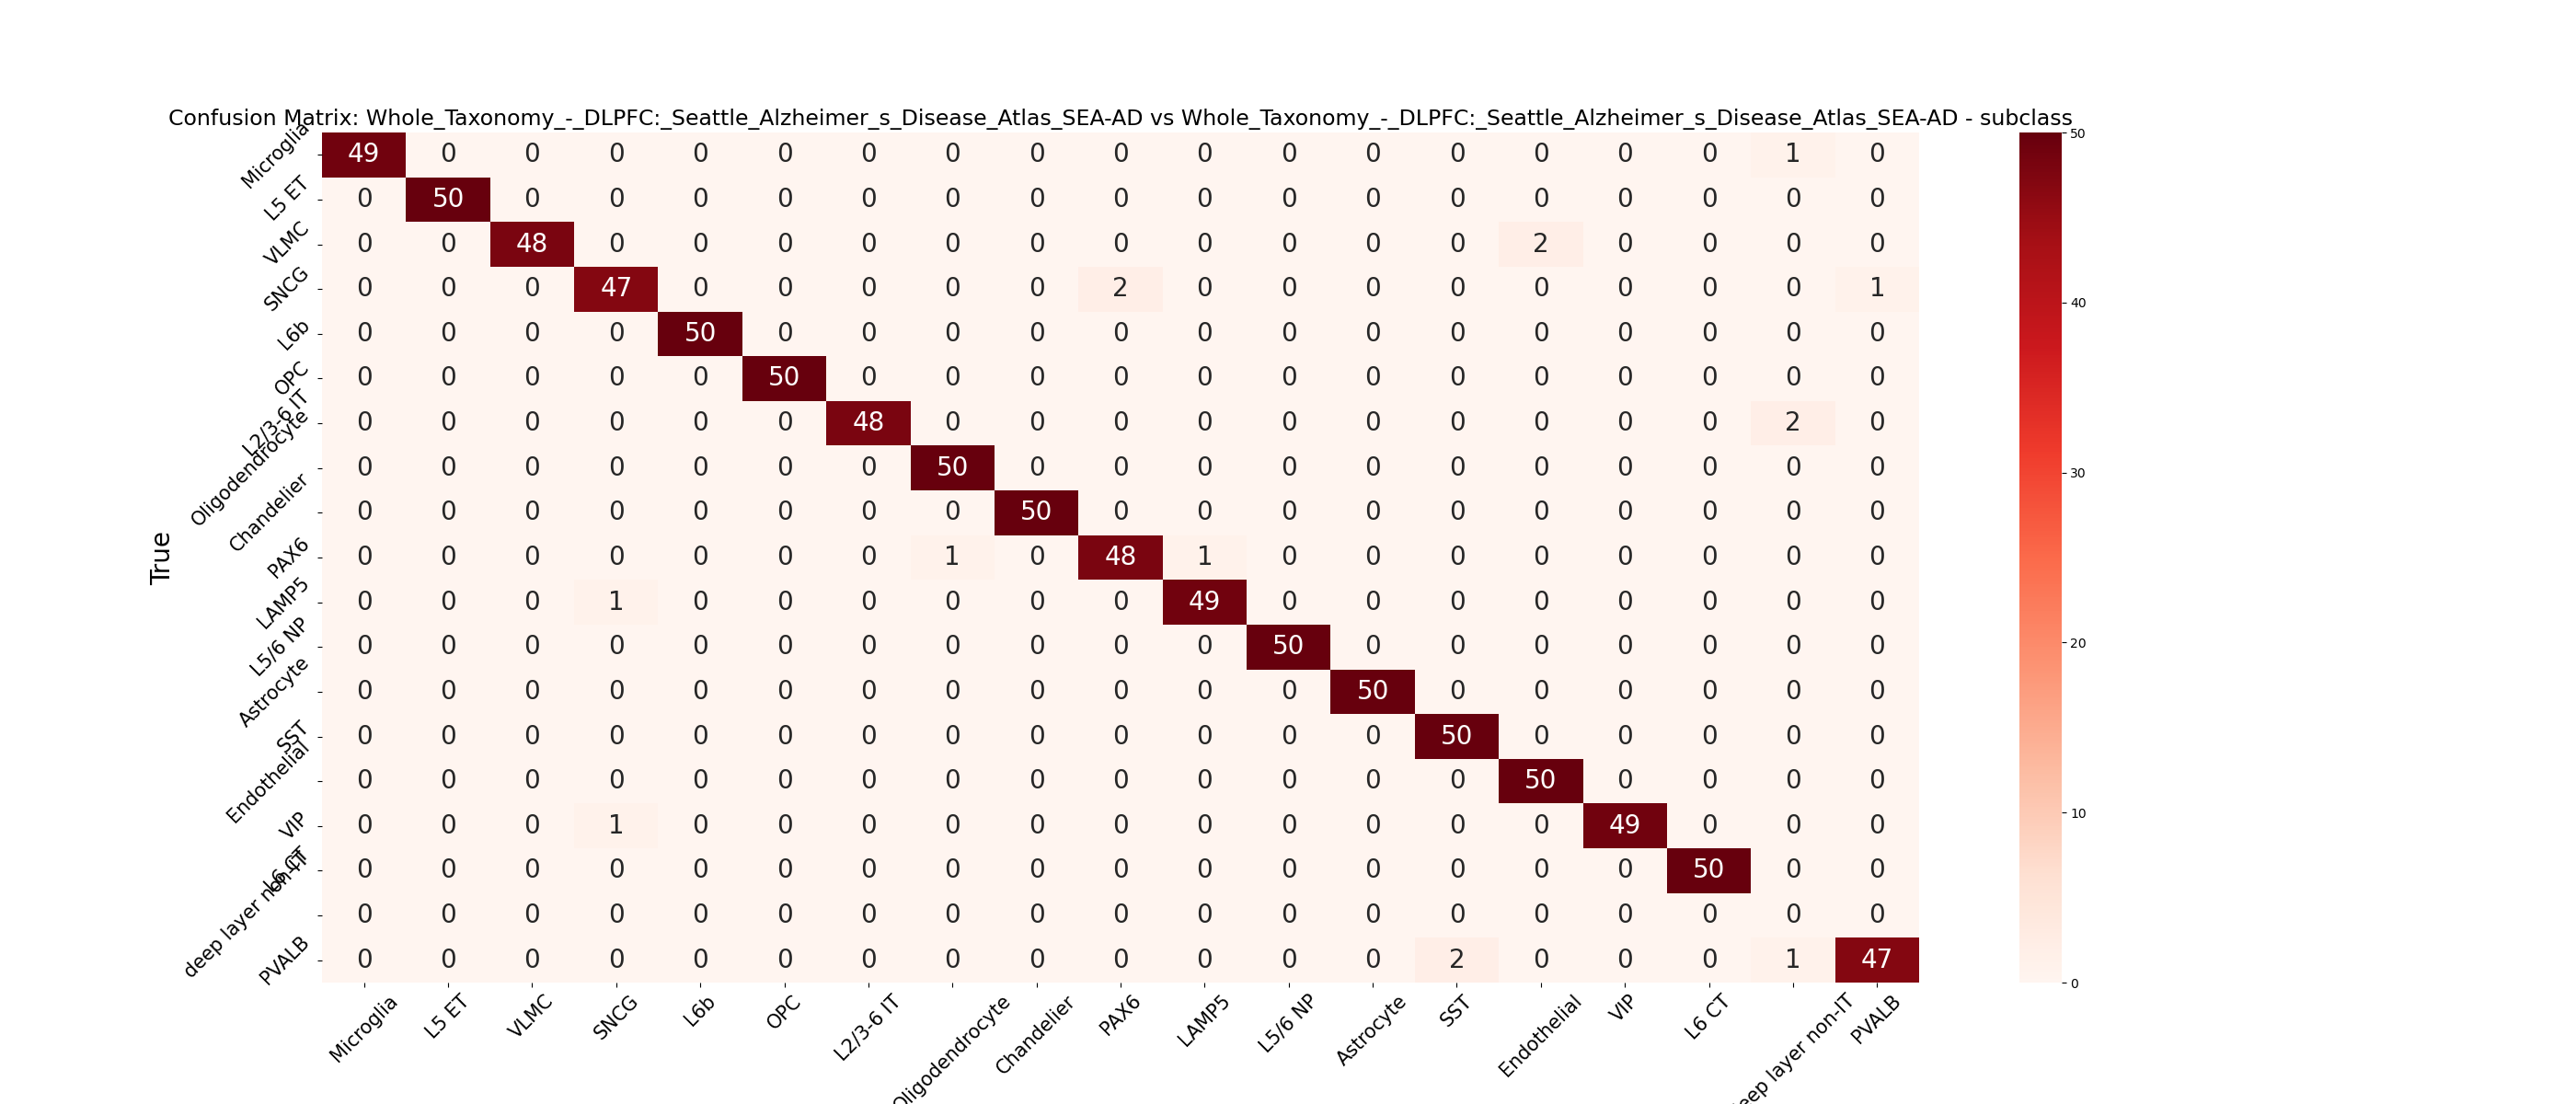 Confusion Matrix: Whole_Taxonomy_-_DLPFC:_Seattle_Alzheimer_s_Disease_Atlas_SEA-AD vs Whole_Taxonomy_-_DLPFC:_Seattle_Alzheimer_s_Disease_Atlas_SEA-AD - subclass
True
Microglia 49 0 0 0 0 0 0 0 0 0 0 0 0 0 0 0 0 1 0
L5 ET 0 50 0 0 0 0 0 0 0 0 0 0 0 0 0 0 0 0 0
VLMC 0 0 48 0 0 0 0 0 0 0 0 0 0 0 2 0 0 0 0
SNCG 0 0 0 47 0 0 0 0 0 2 0 0 0 0 0 0 0 0 1
L6b 0 0 0 0 50 0 0 0 0 0 0 0 0 0 0 0 0 0 0
OPC 0 0 0 0 0 50 0 0 0 0 0 0 0 0 0 0 0 0 0
L2/3-6 IT 0 0 0 0 0 0 48 0 0 0 0 0 0 0 0 0 0 2 0
Oligodendrocyte 0 0 0 0 0 0 0 50 0 0 0 0 0 0 0 0 0 0 0
Chandelier 0 0 0 0 0 0 0 0 50 0 0 0 0 0 0 0 0 0 0
PAX6 0 0 0 0 0 0 0 1 0 48 1 0 0 0 0 0 0 0 0
LAMP5 0 0 0 1 0 0 0 0 0 0 49 0 0 0 0 0 0 0 0
L5/6 NP 0 0 0 0 0 0 0 0 0 0 0 50 0 0 0 0 0 0 0
Astrocyte 0 0 0 0 0 0 0 0 0 0 0 0 50 0 0 0 0 0 0
SST 0 0 0 0 0 0 0 0 0 0 0 0 0 50 0 0 0 0 0
Endothelial 0 0 0 0 0 0 0 0 0 0 0 0 0 0 50 0 0 0 0
VIP 0 0 0 1 0 0 0 0 0 0 0 0 0 0 0 49 0 0 0
L6 CT 0 0 0 0 0 0 0 0 0 0 0 0 0 0 0 0 50 0 0
deep layer non-IT 0 0 0 0 0 0 0 0 0 0 0 0 0 0 0 0 0 0 0
PVALB 0 0 0 0 0 0 0 0 0 0 0 0 0 2 0 0 0 1 47
Microglia L5 ET VLMC SNCG L6b OPC L2/3-6 IT Oligodendrocyte Chandelier PAX6 LAMP5 L5/6 NP Astrocyte SST Endothelial VIP L6 CT deep layer non-IT PVALB
50
40
30
20
10
0